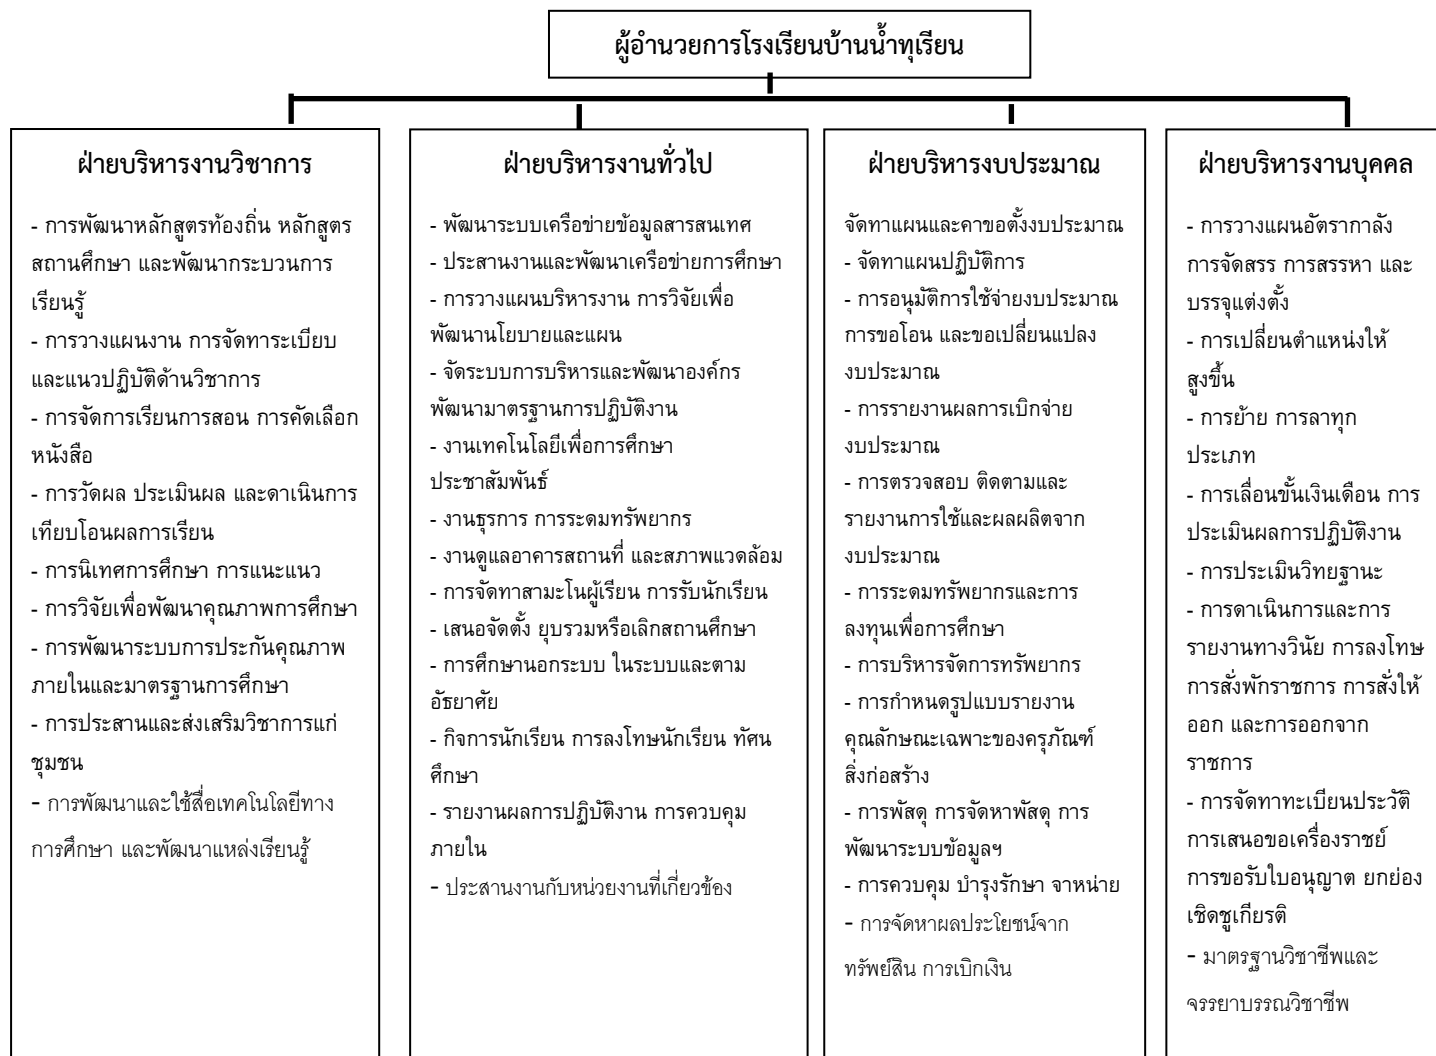 ผู้อำนวยการโรงเรียนบ้านน้ำทุเรียน
ฝ่ายบริหารงานวิชาการ
- การพัฒนาหลักสูตรท้องถิ่น หลักสูตร
สถานศึกษา และพัฒนากระบวนการ
เรียนรู้
- การวางแผนงาน การจัดทาระเบียบ
และแนวปฏิบัติด้านวิชาการ
- การจัดการเรียนการสอน การคัดเลือก
หนังสือ
- การวัดผล ประเมินผล และดาเนินการ
เทียบโอนผลการเรียน
- การนิเทศการศึกษา การแนะแนว
- การวิจัยเพื่อพัฒนาคุณภาพการศึกษา
- การพัฒนาระบบการประกันคุณภาพ
ภายในและมาตรฐานการศึกษา
- การประสานและส่งเสริมวิชาการแก่
ชุมชน
- การพัฒนาและใช้สื่อเทคโนโลยีทาง
การศึกษา และพัฒนาแหล่งเรียนรู้
ฝ่ายบริหารงานทั่วไป
- พัฒนาระบบเครือข่ายข้อมูลสารสนเทศ
- ประสานงานและพัฒนาเครือข่ายการศึกษา
- การวางแผนบริหารงาน การวิจัยเพื่อ
พัฒนานโยบายและแผน
- จัดระบบการบริหารและพัฒนาองค์กร
พัฒนามาตรฐานการปฏิบัติงาน
- งานเทคโนโลยีเพื่อการศึกษา
ประชาสัมพันธ์
- งานธุรการ การระดมทรัพยากร
- งานดูแลอาคารสถานที่ และสภาพแวดล้อม
- การจัดทาสามะโนผู้เรียน การรับนักเรียน
- เสนอจัดตั้ง ยุบรวมหรือเลิกสถานศึกษา
- การศึกษานอกระบบ ในระบบและตาม
อัธยาศัย
- กิจการนักเรียน การลงโทษนักเรียน ทัศน
ศึกษา
- รายงานผลการปฏิบัติงาน การควบคุม
ภายใน
- ประสานงานกับหน่วยงานที่เกี่ยวข้อง
ฝ่ายบริหารงบประมาณ
จัดทาแผนและคาขอตั้งงบประมาณ
- จัดทาแผนปฏิบัติการ
- การอนุมัติการใช้จ่ายงบประมาณ
การขอโอน และขอเปลี่ยนแปลง
งบประมาณ
- การรายงานผลการเบิกจ่าย
งบประมาณ
- การตรวจสอบ ติดตามและ
รายงานการใช้และผลผลิตจาก
งบประมาณ
- การระดมทรัพยากรและการ
ลงทุนเพื่อการศึกษา
- การบริหารจัดการทรัพยากร
- การกำหนดรูปแบบรายงาน
คุณลักษณะเฉพาะของครุภัณฑ์
สิ่งก่อสร้าง
- การพัสดุ การจัดหาพัสดุ การ
พัฒนาระบบข้อมูลฯ
- การควบคุม บำรุงรักษา จาหน่าย
- การจัดหาผลประโยชน์จาก
ทรัพย์สิน การเบิกเงิน
ฝ่ายบริหารงานบุคคล
- การวางแผนอัตรากาลัง
การจัดสรร การสรรหา และ
บรรจุแต่งตั้ง
- การเปลี่ยนตำแหน่งให้
สูงขึ้น
- การย้าย การลาทุก
ประเภท
- การเลื่อนขั้นเงินเดือน การ
ประเมินผลการปฏิบัติงาน
- การประเมินวิทยฐานะ
- การดาเนินการและการ
รายงานทางวินัย การลงโทษ
การสั่งพักราชการ การสั่งให้
ออก และการออกจาก
ราชการ
- การจัดทาทะเบียนประวัติ
การเสนอขอเครื่องราชย์
การขอรับใบอนุญาต ยกย่อง
เชิดชูเกียรติ
- มาตรฐานวิชาชีพและ
จรรยาบรรณวิชาชีพ